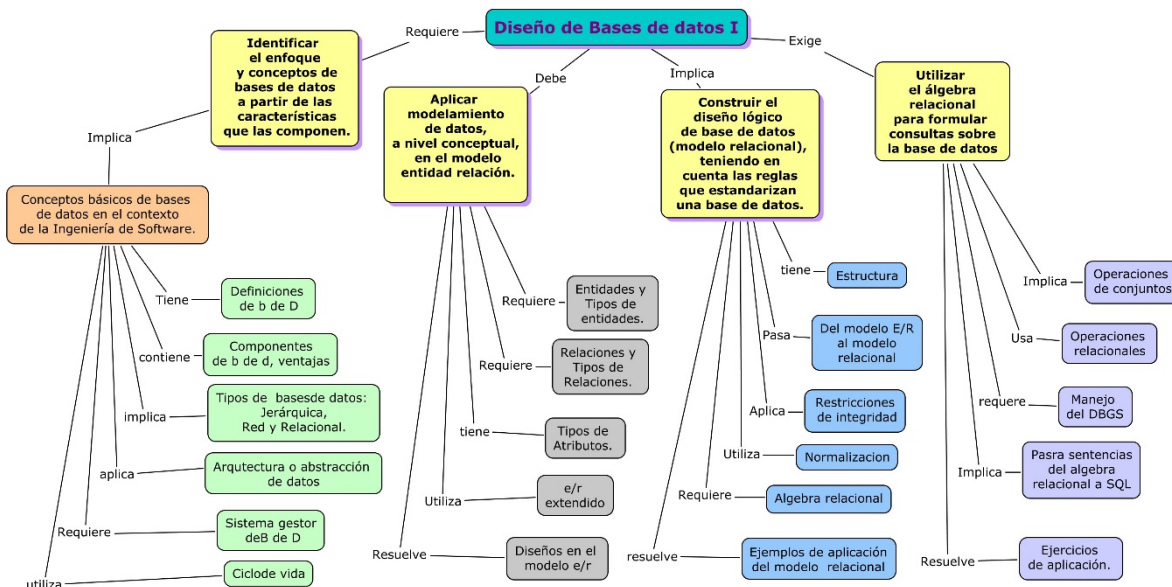 Diseño de Bases de datos I
Requiere
Identificar
el enfoque
y conceptos de
bases de datos
a partir de las
características
que las componen.
Implica
Conceptos básicos de bases
de datos en el contexto
de la Ingeniería de Software.
Tiene
Definiciones
de b de D
contiene
Componentes
de b de d, ventajas
implica
Tipos de basesde datos:
Jerárquica,
Red y Relacional.
aplica
Arqutectura o abstracción
de datos
Requiere
Sistema gestor
deB de D
utiliza
Ciclode vida
Debe
Aplicar
modelamiento
de datos,
a nivel conceptual,
en el modelo
entidad relación.
Requiere
Entidades y
Tipos de
entidades.
Requiere
Relaciones y
Tipos de
Relaciones.
tiene
Tipos de
Atributos.
Utiliza
e/r
extendido
Resuelve
Diseños en el
modelo e/r
Implica
Construir el
diseño lógico
de base de datos
(modelo relacional),
teniendo en
cuenta las reglas
que estandarizan
una base de datos.
tiene
Estructura
Pasa
Del modelo E/R
al modelo
relacional
Aplica
Restricciones
de integridad
Utiliza
Normalizacion
Requiere
Algebra relacional
resuelve
Ejemplos de aplicación
del modelo relacional
Exige
Utilizar
el álgebra
relacional
para formular
consultas sobre
la base de datos
Implica
Operaciones
de conjuntos
Usa
Operaciones
relacionales
requere
Manejo
del DBGS
Implica
Pasra sentencias
del algebra
relacional a SQL
Resuelve
Ejercicios
de aplicación.